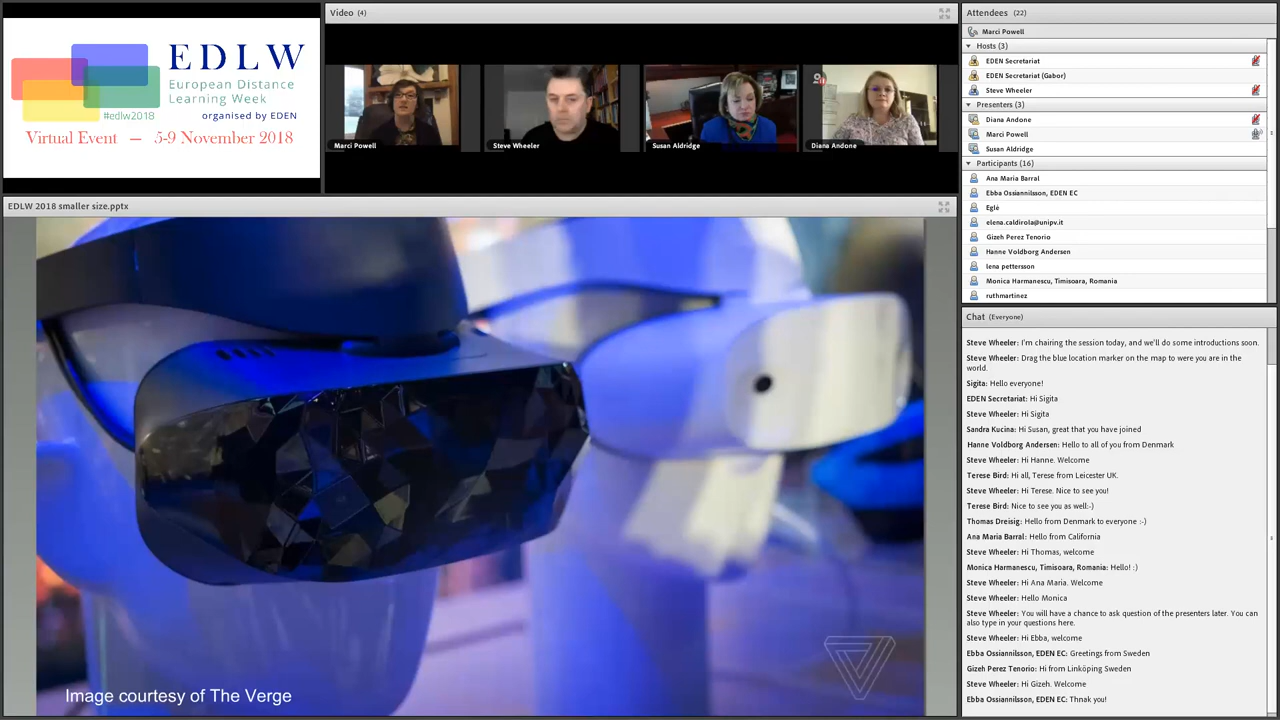 EDLW
European Distance
Learning Week
#edlw2018
organised by EDEN
Virtual Event — 5-9 November 2018
Video (4)
Marci Powell
Steve Wheeler
Susan Aldridge
Diana Andone
EDLW 2018 smaller size.pptx
Image courtesy of The Verge
Attendees (22)
Marci Powell
Hosts (3)
EDEN Secretariat
EDEN Secretariat (Gabor)
Steve Wheeler
Presenters (3)
Diana Andone
Marci Powell
Susan Aldridge
Participants (16)
Ana Maria Barral
Ebba Ossiannilsson, EDEN EC
Eglė
elena.caldirola@unipv.it
Gizeh Perez Tenorio
Hanne Voldborg Andersen
lena pettersson
Monica Harmanescu, Timisoara, Romania
ruthmartinez
Chat (Everyone)
Steve Wheeler: I'm chairing the session today, and we'll do some introductions soon.
Steve Wheeler: Drag the blue location marker on the map to were you are in the
world.
Sigita: Hello everyone!
EDEN Secretariat: Hi Sigita
Steve Wheeler: Hi Sigita
Sandra Kucina: Hi Susan, great that you have joined
Hanne Voldborg Andersen: Hello to all of you from Denmark
Steve Wheeler: Hi Hanne. Welcome
Terese Bird: Hi all, Terese from Leicester UK.
Steve Wheeler: Hi Terese. Nice to see you!
Terese Bird: Nice to see you as well:-)
Thomas Dreisig: Hello from Denmark to everyone :-)
Ana Maria Barral: Hello from California
Steve Wheeler: Hi Thomas, welcome
Monica Harmanescu, Timisoara, Romania: Hello! :)
Steve Wheeler: Hi Ana Maria. Welcome
Steve Wheeler: Hello Monica
Steve Wheeler: You will have a chance to ask question of the presenters later. You can
also type in your questions here.
Steve Wheeler: Hi Ebba, welcome
Ebba Ossiannilsson, EDEN EC: Greetings from Sweden
Gizeh Perez Tenorio: Hi from Linköping Sweden
Steve Wheeler: Hi Gizeh. Welcome
Ebba Ossiannilsson, EDEN EC: Thnak you!